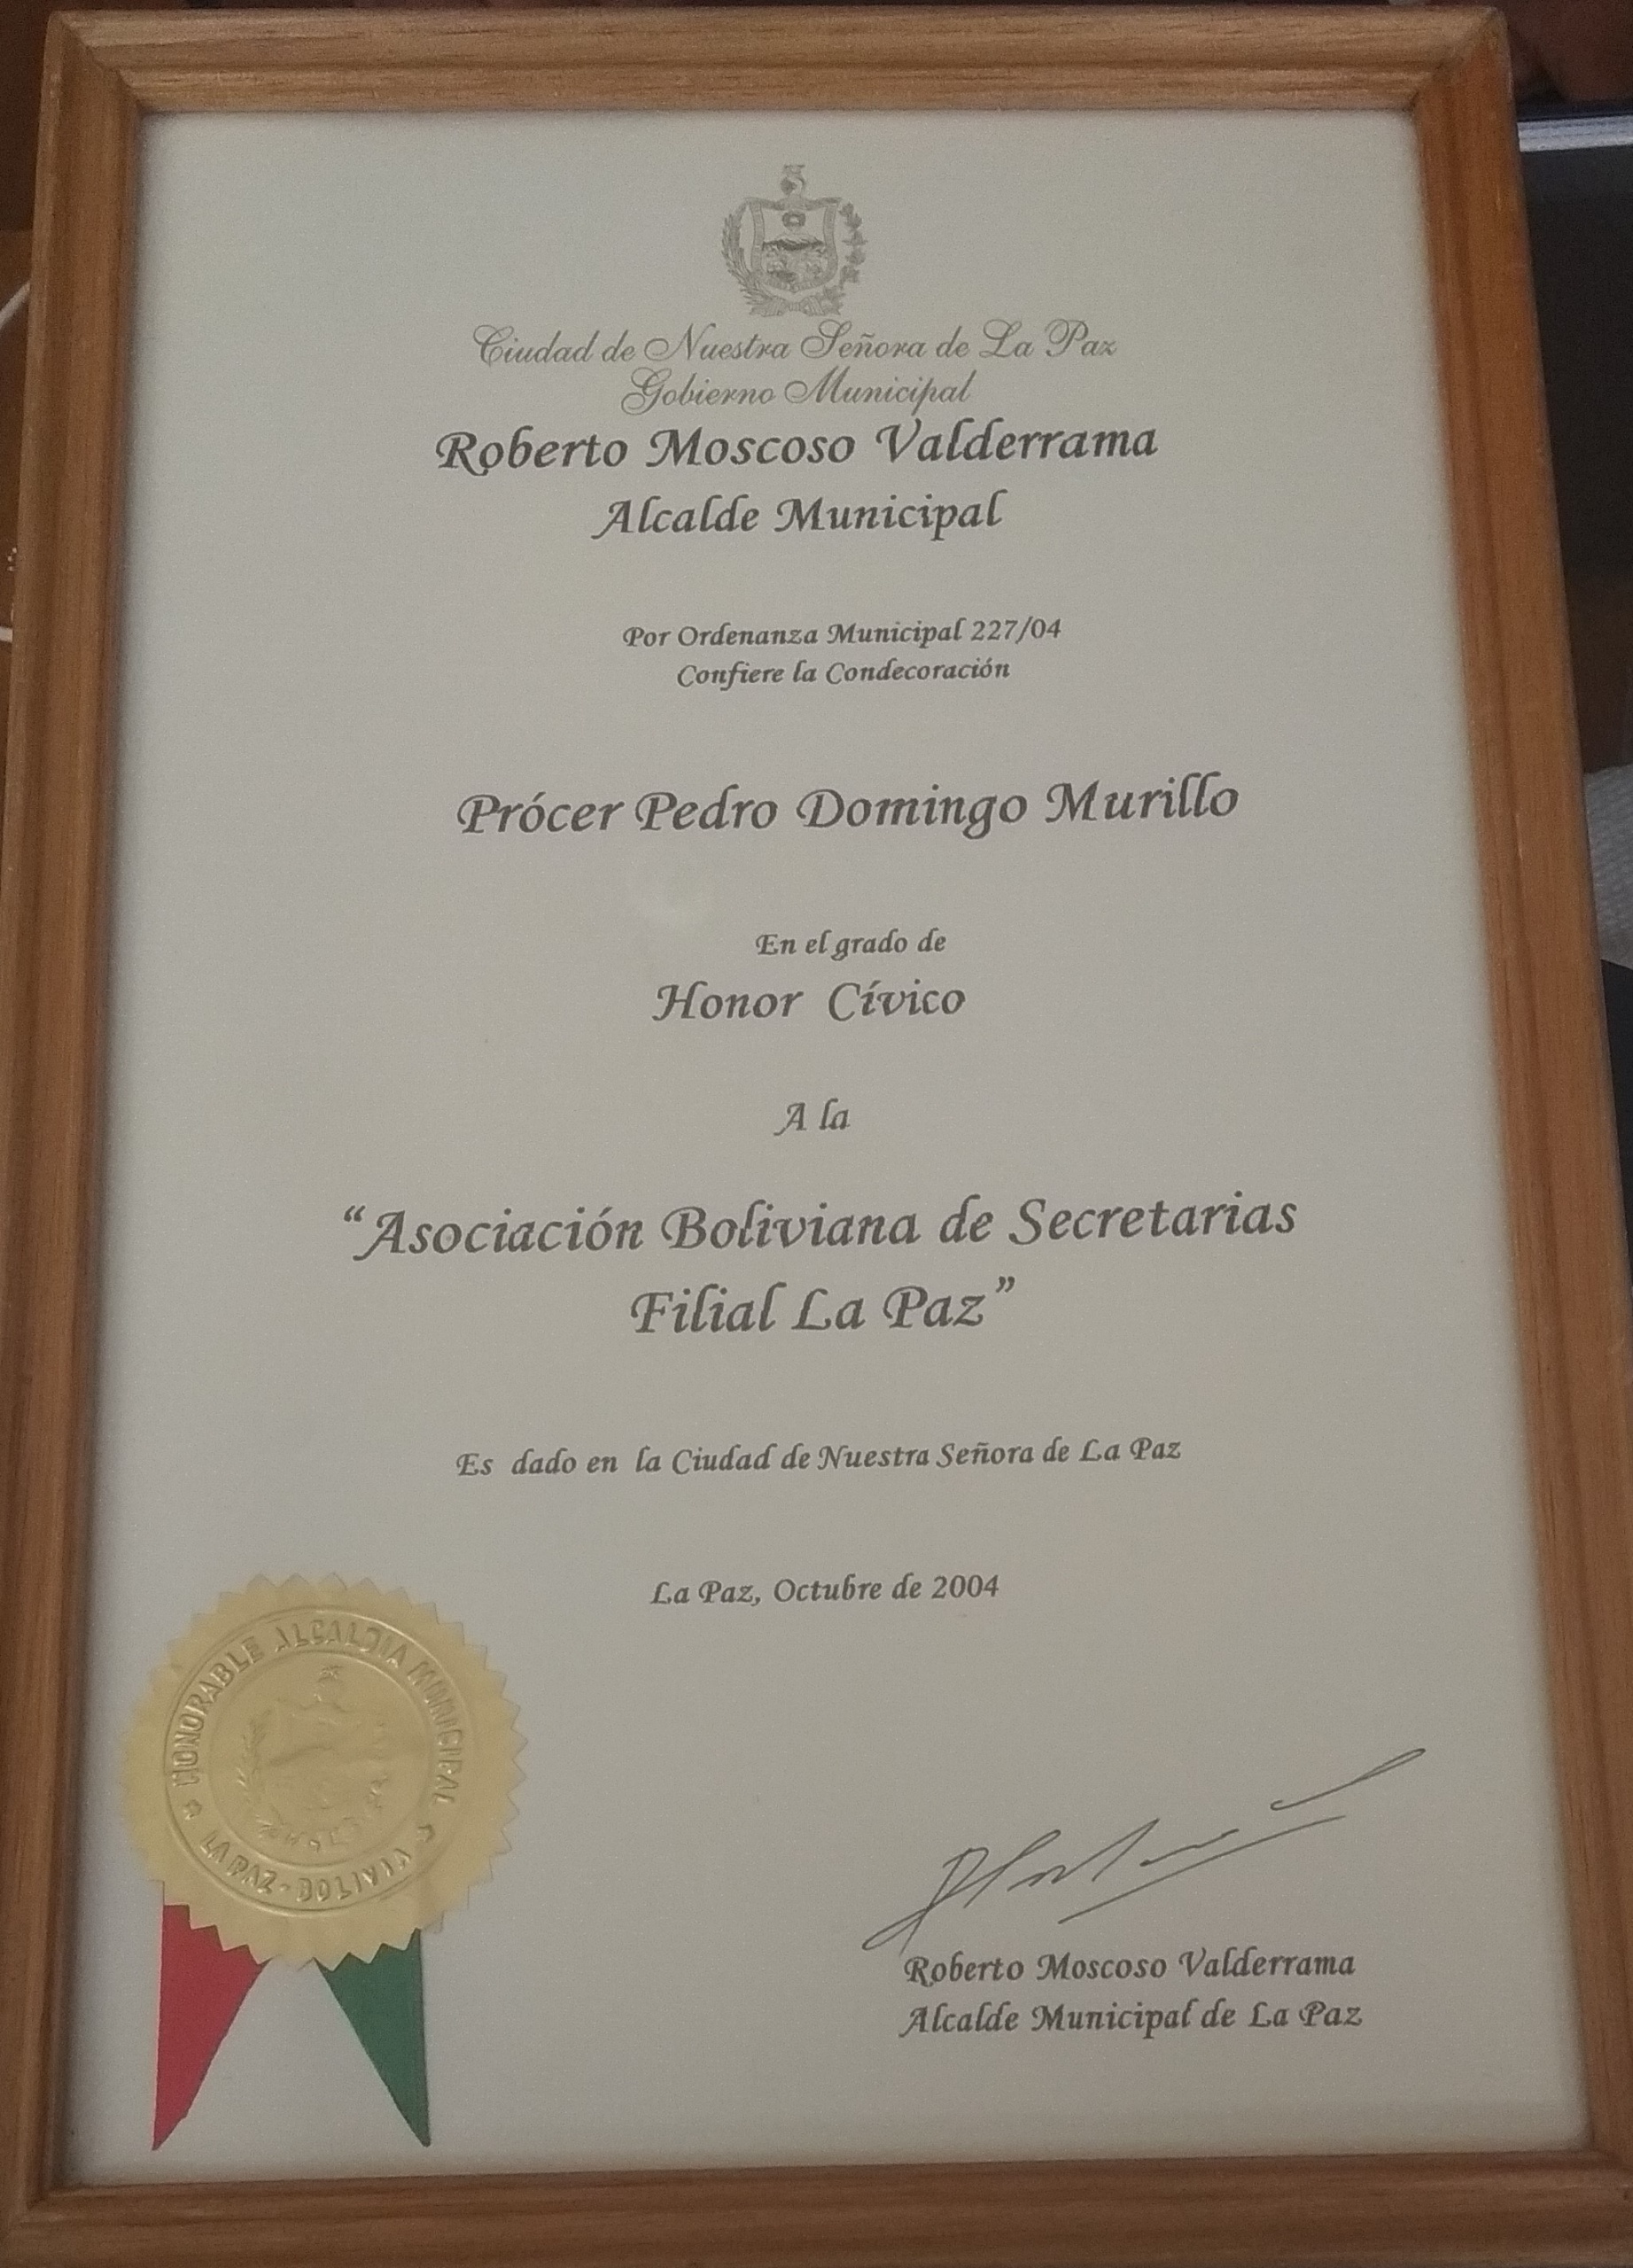 Ciudad de Nuestra Señora de La Paz
Gobierno Municipal
Roberto Moscoso Valderrama
Alcalde Municipal
Por Ordenanza Municipal 227/04
Confiere la Condecoración
Prócer Pedro Domingo Murillo
En el grado de
Honor Cívico
A la
“Asociación Boliviana de Secretarias
Filial La Paz”
Es dado en la Ciudad de Nuestra Señora de La Paz
La Paz, Octubre de 2004
HONORABLE ALCALDIA MUNICIPAL
LA PAZ - BOLIVIA
Roberto Moscoso Valderrama
Alcalde Municipal de La Paz